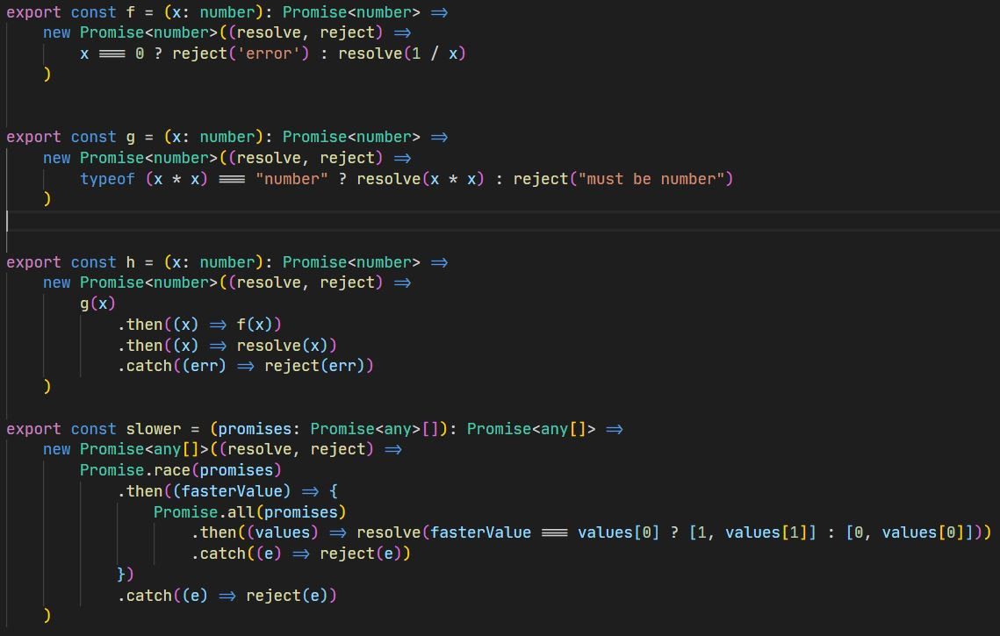 export const f = (x: number): Promise<number> =>
    new Promise<number>((resolve, reject) =>
        x === 0 ? reject('error') : resolve(1 / x)
    )
export const g = (x: number): Promise<number> =>
    new Promise<number>((resolve, reject) =>
        typeof (x * x) === "number" ? resolve(x * x) : reject("must be number")
    )
export const h = (x: number): Promise<number> =>
    new Promise<number>((resolve, reject) =>
        g(x)
            .then((x) => f(x))
            .then((x) => resolve(x))
            .catch((err) => reject(err))
    )
export const slower = (promises: Promise<any>[]): Promise<any[]> =>
    new Promise<any[]>((resolve, reject) =>
        Promise.race(promises)
            .then((fasterValue) => {
                Promise.all(promises)
                    .then((values) => resolve(fasterValue === values[0] ? [1, values[1]] : [0, values[0]]))
                    .catch((e) => reject(e))
            })
            .catch((e) => reject(e))
    )